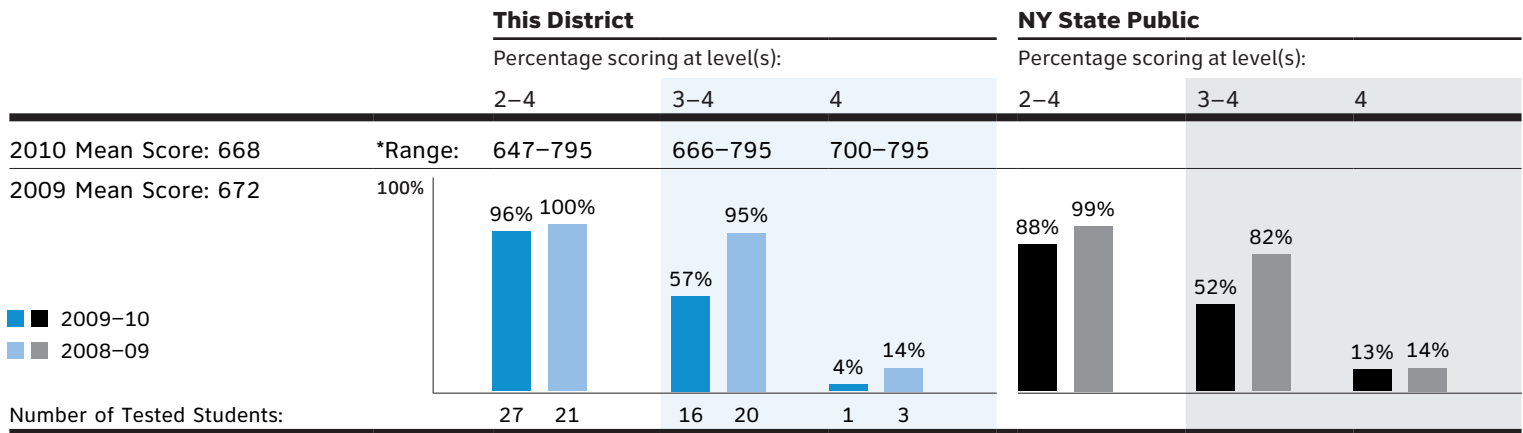 This District NY State Public
Percentage scoring at level(s): Percentage scoring at level(s):
2–4 3–4 4 2–4 3–4 4
2010 Mean Score: 668 *Range: 647–795 666–795 700–795
2009 Mean Score: 672 100%
96% 100% 95% 88% 99%
57% 52% 82%
4% 14% 13% 14%
2009–10
2008–09
Number of Tested Students: 27 21 16 20 1 3